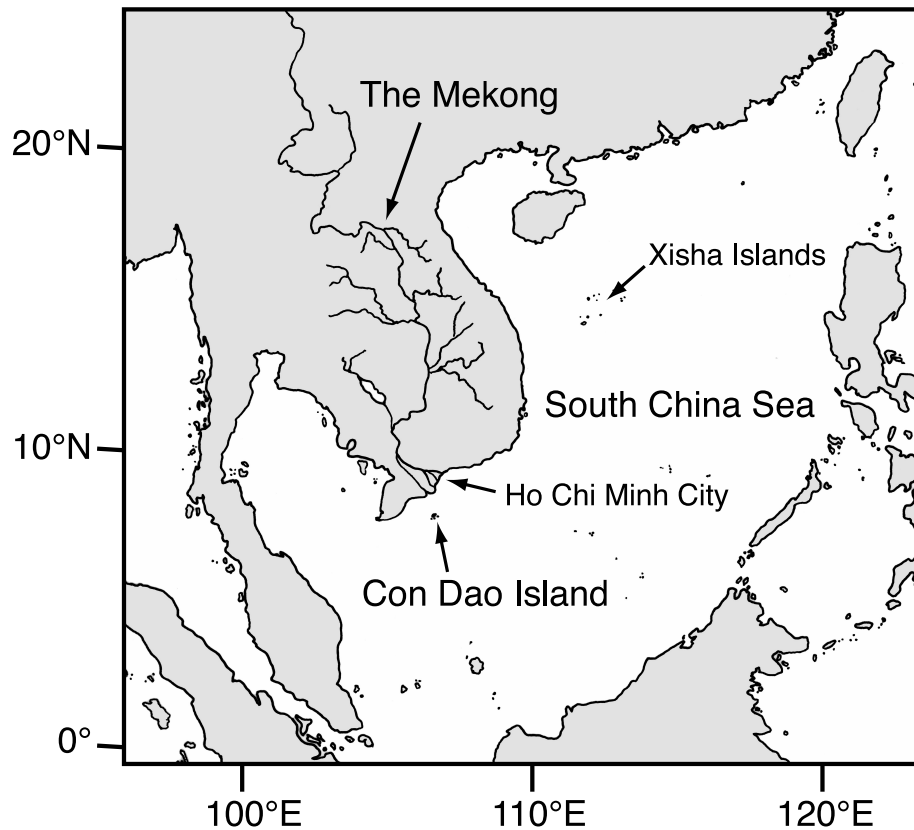 The Mekong
20°N
Xisha Islands
South China Sea
10°N
Ho Chi Minh City
Con Dao Island
0°
100°E
110°E
120°E